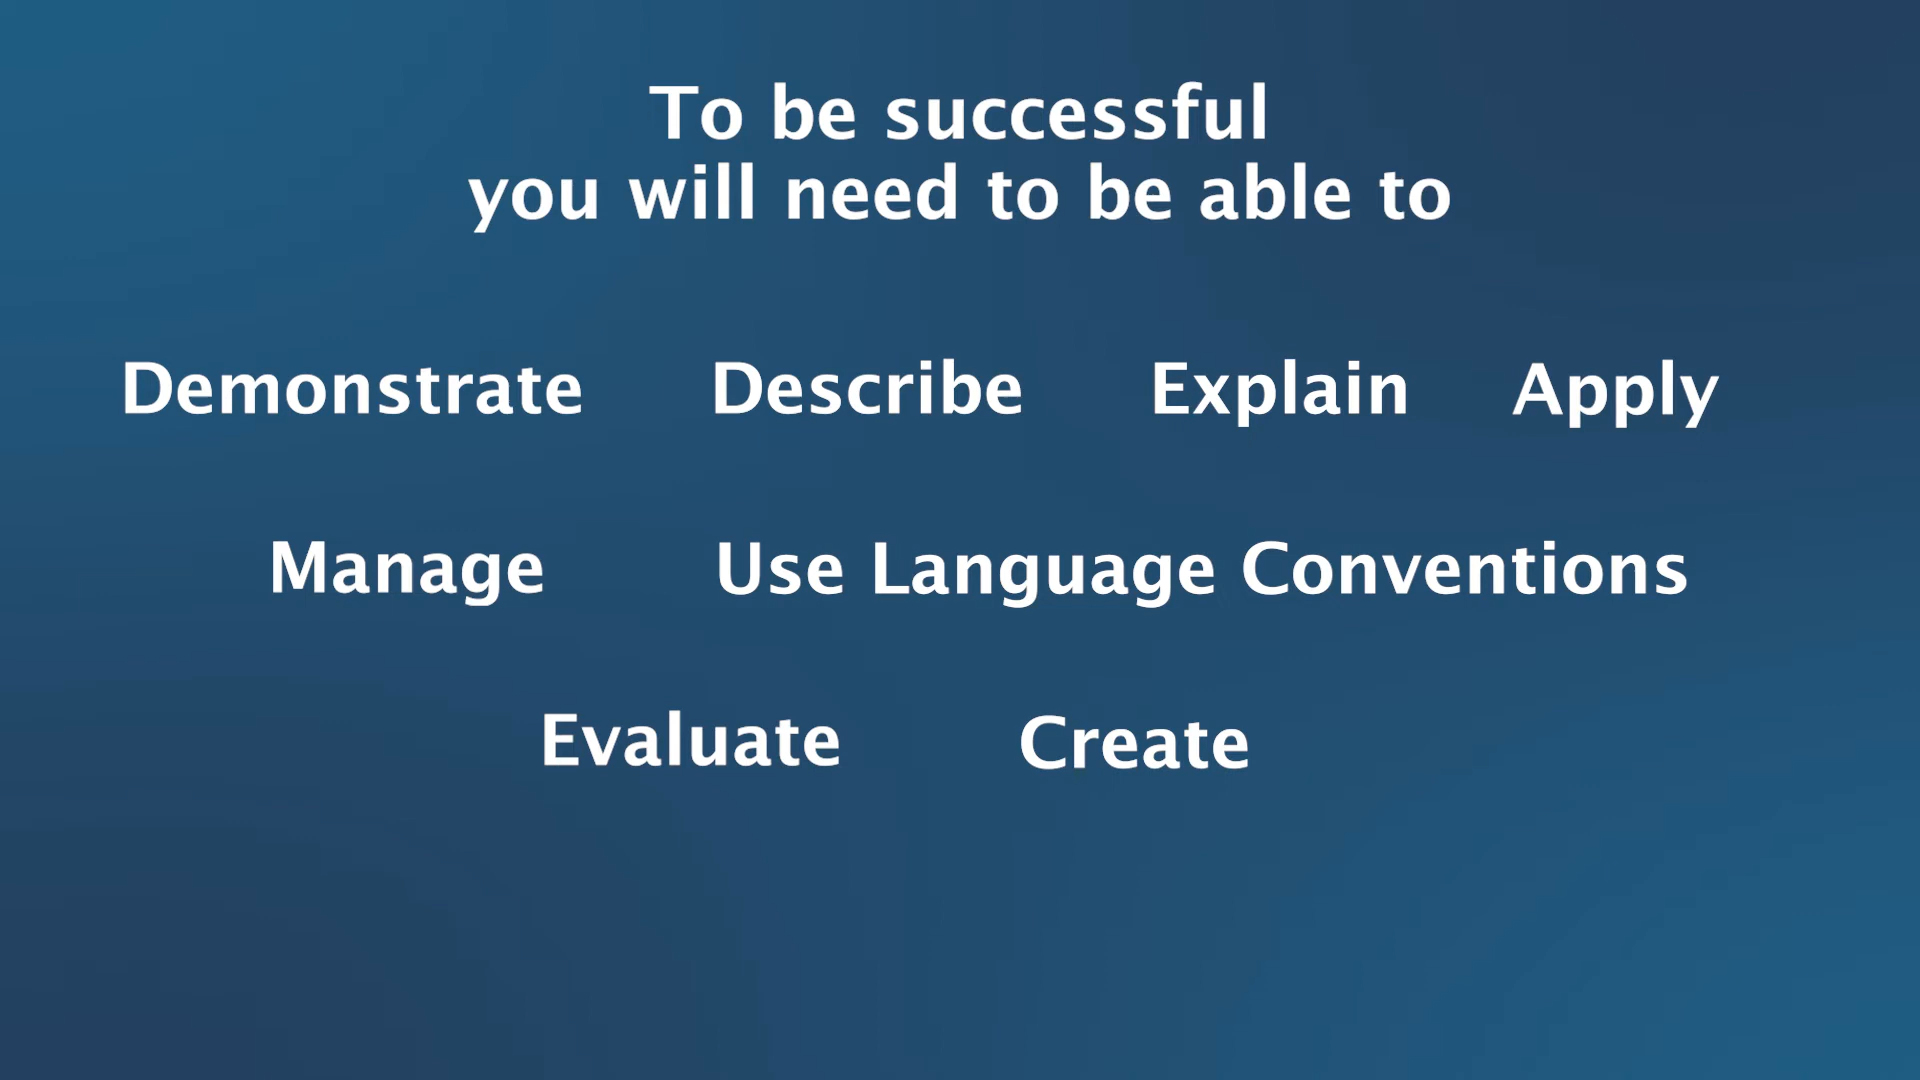 To be successful
you will need to be able to
Demonstrate Describe Explain Apply
Manage Use Language Conventions
Evaluate Create